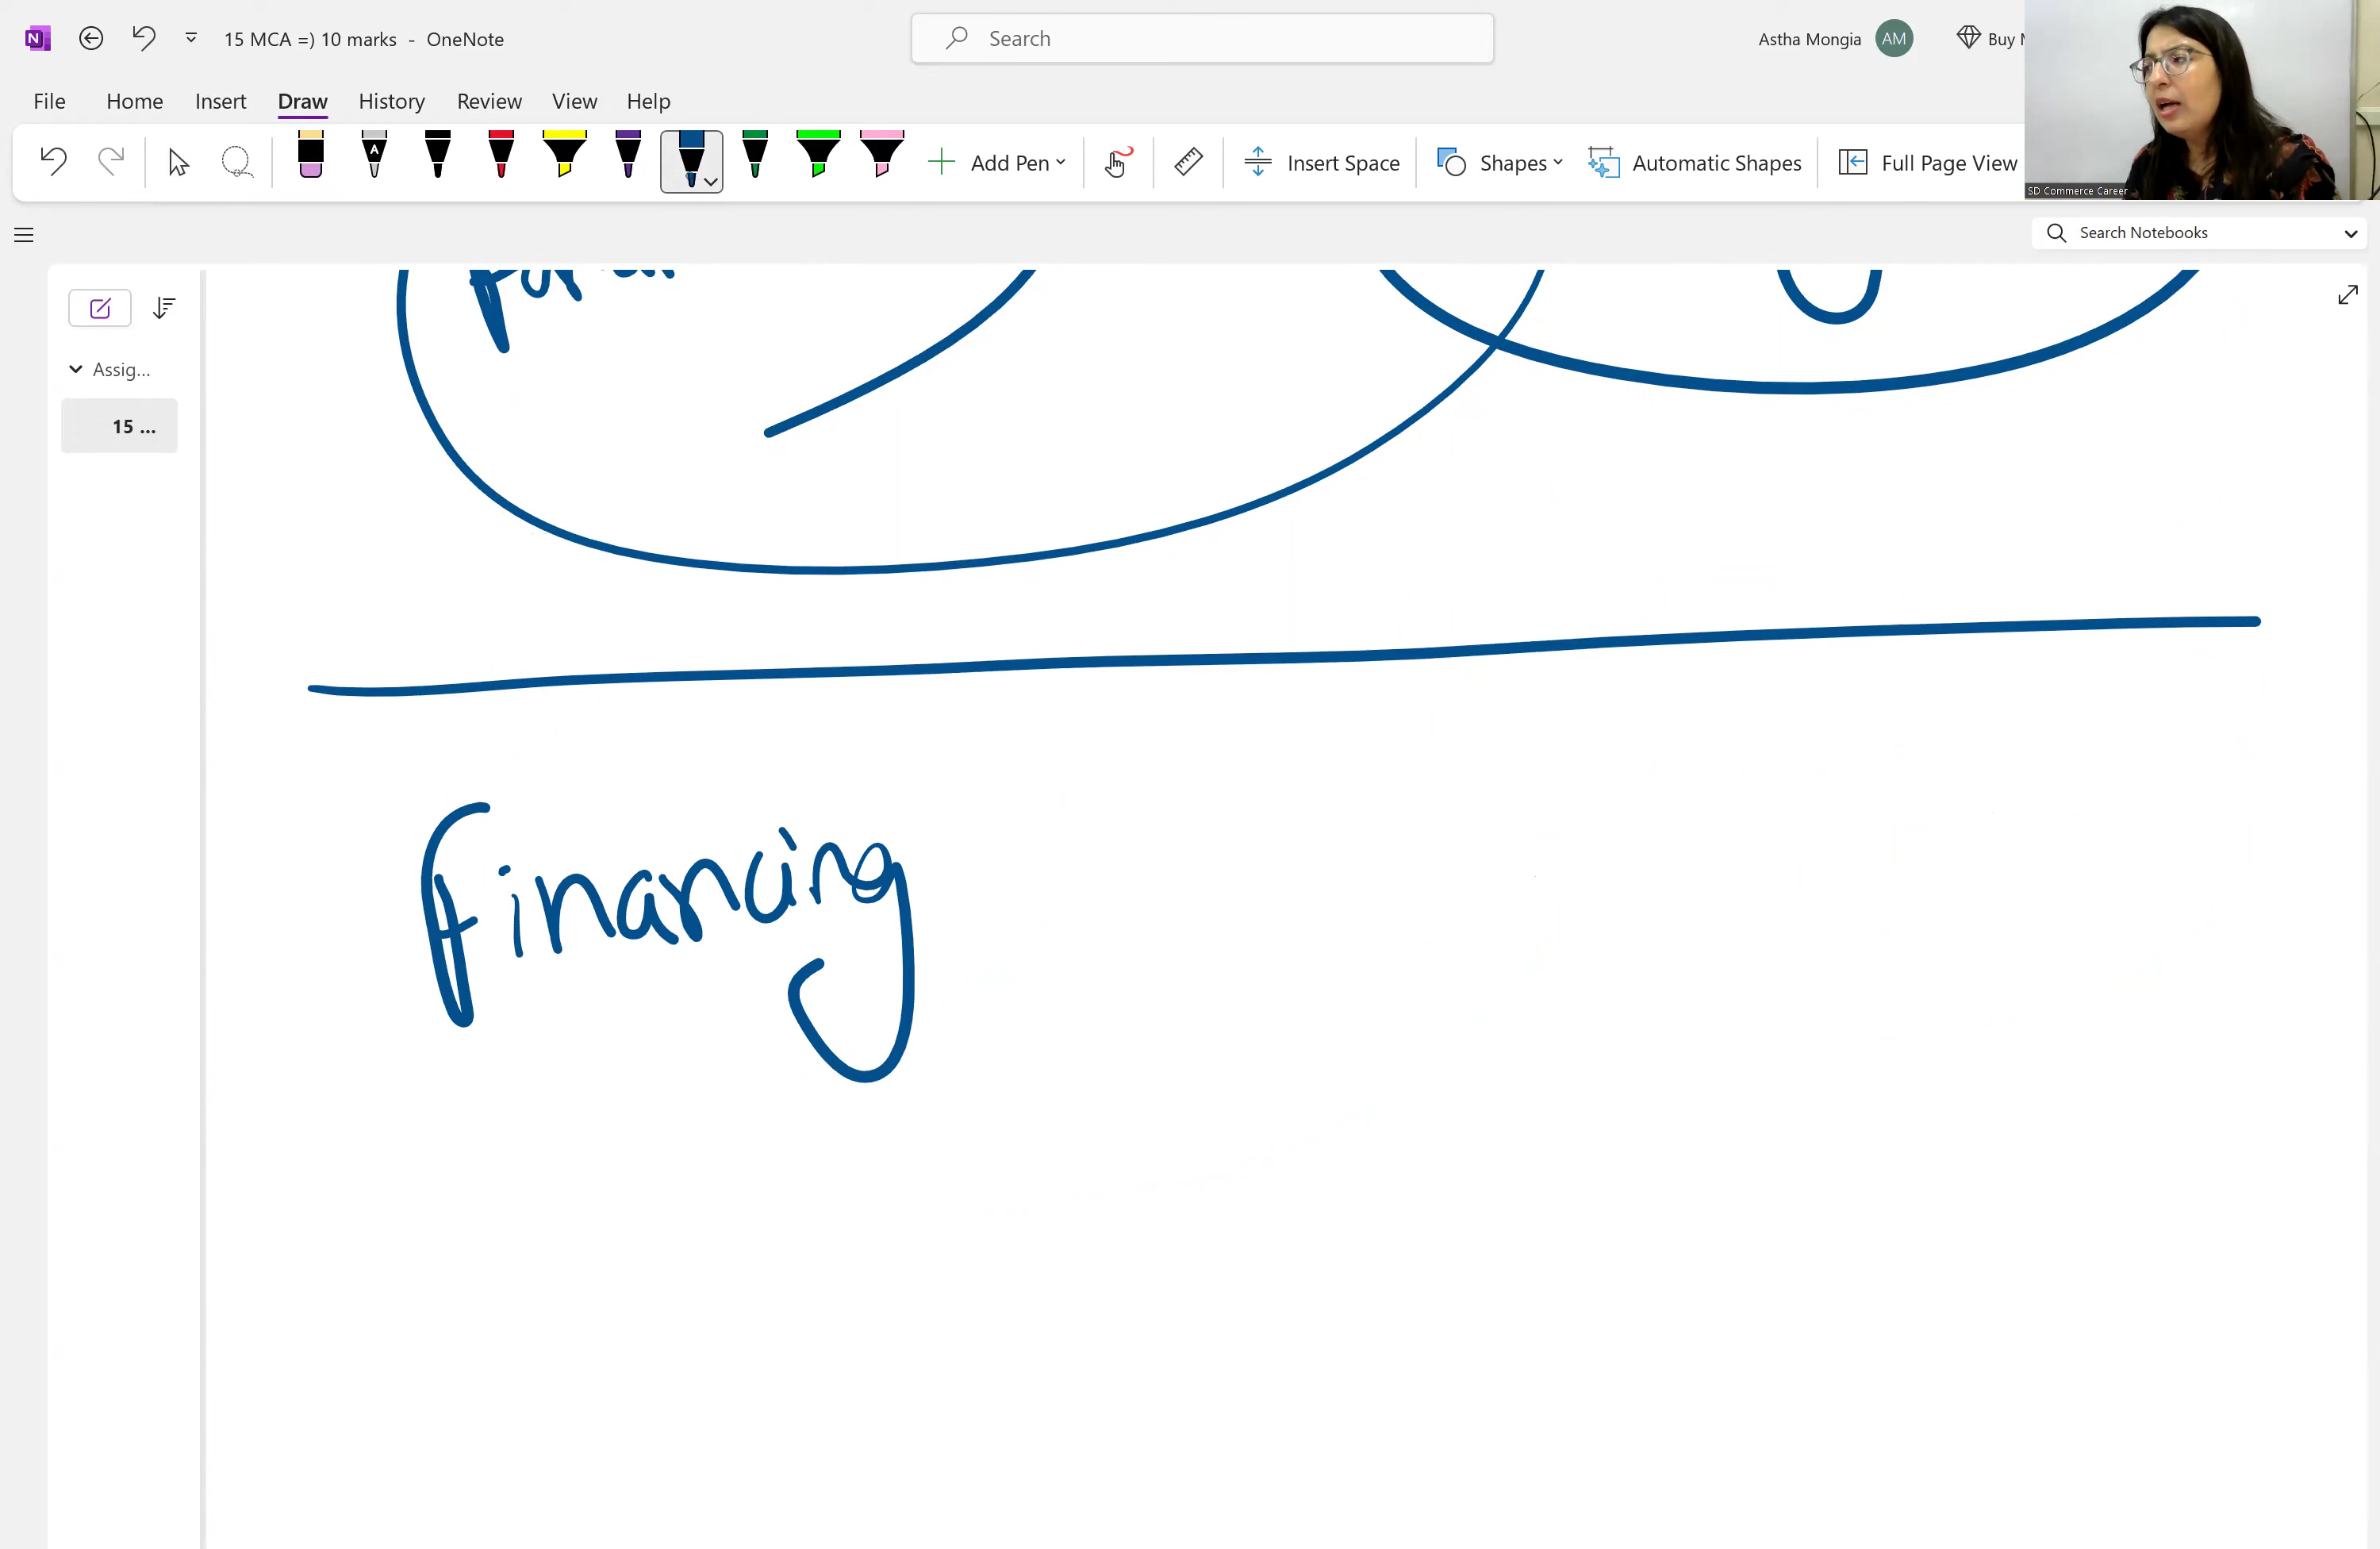 15 MCA =) 10 marks - OneNote
Search
Astha Mongia AM
Buy
File Home Insert Draw History Review View Help
Add Pen
Insert Space
Shapes
Automatic Shapes
Full Page View
SD Commerce Career
Search Notebooks
Assig...
15 ...
financing